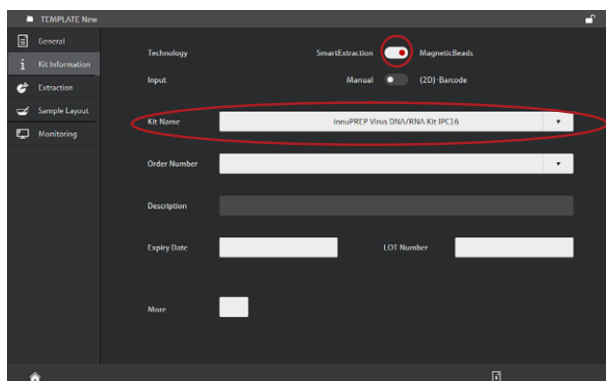 TEMPLATE New
General
Kit Information
Extraction
Sample Layout
Monitoring
Technology SmartExtraction MagneticBeads
Input Manual (2D)-Barcode
Kit Name InnuPREP Virus DNA/RNA Kit IPC16
Order Number
Description
Expiry Date LOT Number
More